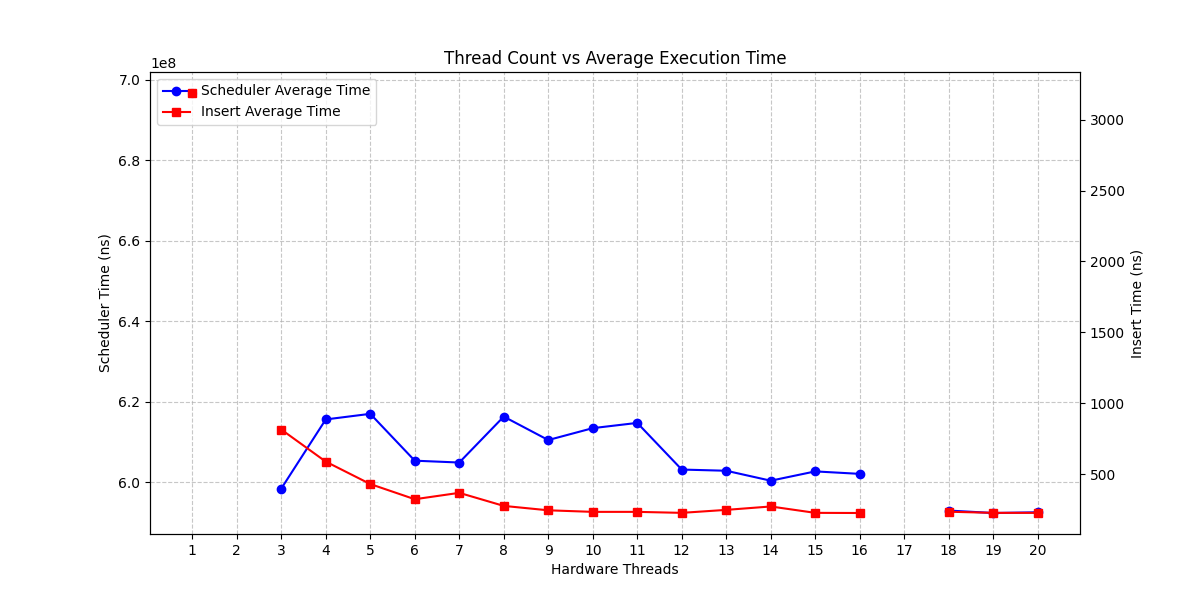 Thread Count vs Average Execution Time
1e8
7.0
6.8
6.6
6.4
6.2
6.0
Scheduler Time (ns)
Scheduler Average Time
Insert Average Time
3000
2500
2000
1500
1000
500
Insert Time (ns)
1 2 3 4 5 6 7 8 9 10 11 12 13 14 15 16 17 18 19 20
Hardware Threads